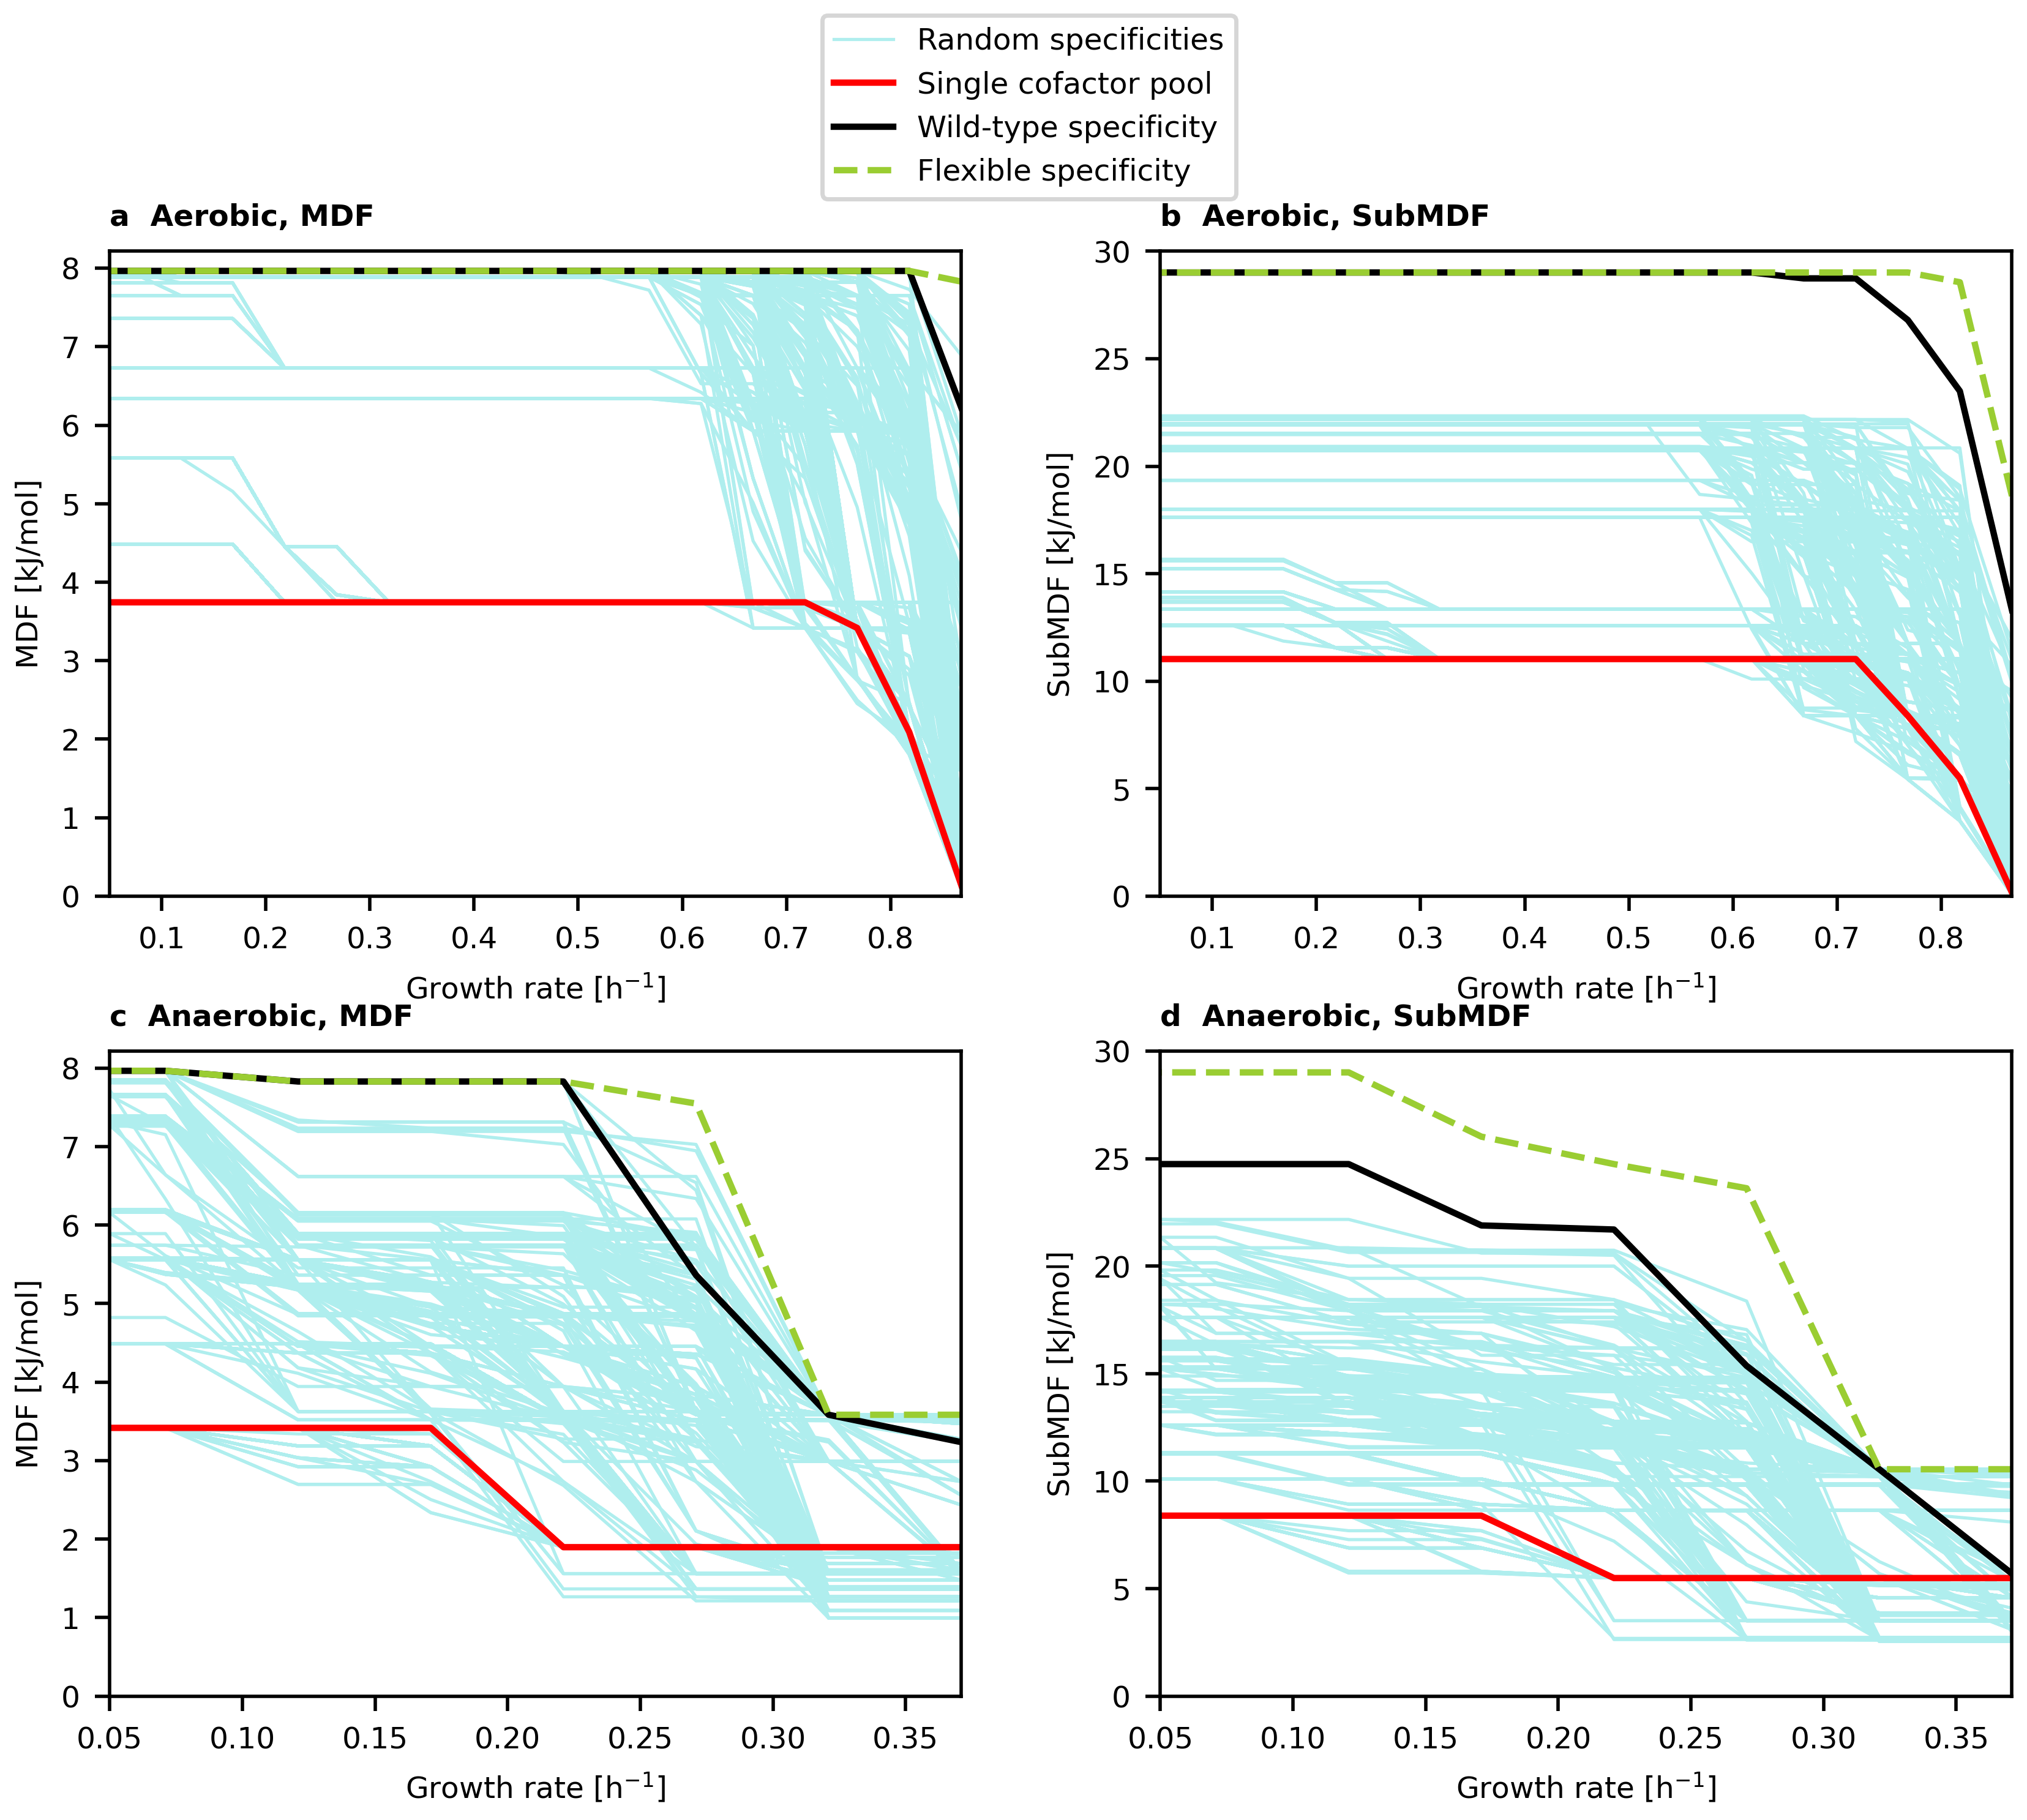 Random specificities
Single cofactor pool
Wild-type specificity
Flexible specificity
a Aerobic, MDF
8
7
6
5
4
3
2
1
0
MDF [kJ/mol]
0.1 0.2 0.3 0.4 0.5 0.6 0.7 0.8
Growth rate [h⁻¹]
b Aerobic, SubMDF
30
25
20
15
10
5
0
SubMDF [kJ/mol]
0.1 0.2 0.3 0.4 0.5 0.6 0.7 0.8
Growth rate [h⁻¹]
c Anaerobic, MDF
8
7
6
5
4
3
2
1
0
MDF [kJ/mol]
0.05 0.10 0.15 0.20 0.25 0.30 0.35
Growth rate [h⁻¹]
d Anaerobic, SubMDF
30
25
20
15
10
5
0
SubMDF [kJ/mol]
0.05 0.10 0.15 0.20 0.25 0.30 0.35
Growth rate [h⁻¹]